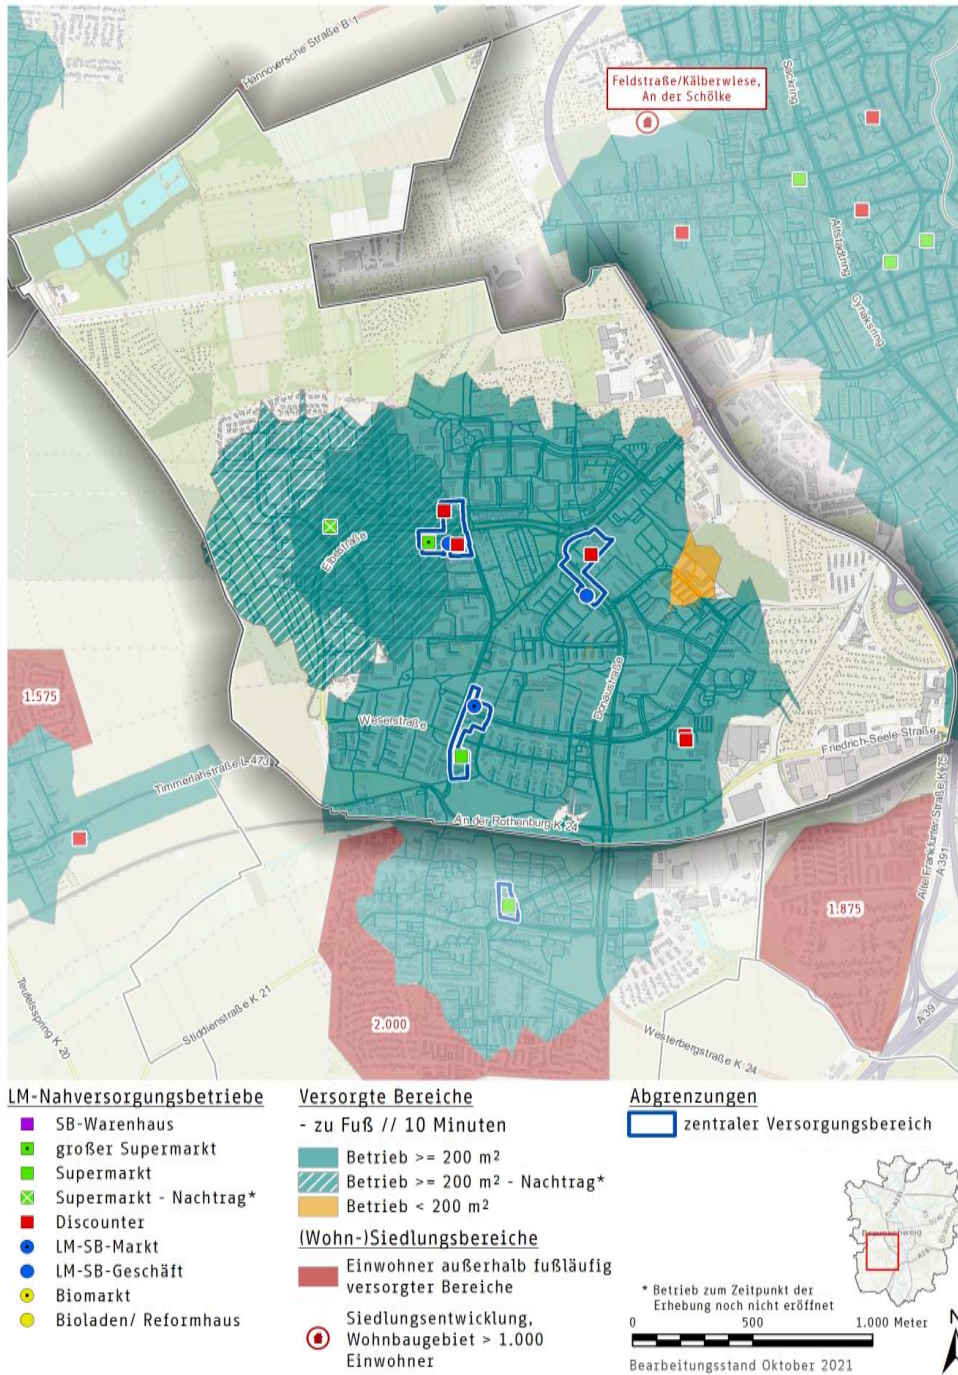 Hannoversche Straße B 1
Feldstraße/Kälberwiese,
An der Schölke
Sackring
Altstadtring
Cyriaksring
Elbestraße
Donaustraße
Weserstraße
1.575
Timmerlahstraße L 473
Friedrich-Seele-Straße
An der Rothenburg K 24
Alte Frankfurter Straße K 75
A 391
1.875
2.000
Teufelsspring K 20
Stiddienstraße K 21
Westerbergstraße K 24
A 39
LM-Nahversorgungsbetriebe
SB-Warenhaus
großer Supermarkt
Supermarkt
Supermarkt - Nachtrag*
Discounter
LM-SB-Markt
LM-SB-Geschäft
Biomarkt
Bioladen/ Reformhaus
Versorgte Bereiche
- zu Fuß // 10 Minuten
Betrieb >= 200 m²
Betrieb >= 200 m² - Nachtrag*
Betrieb < 200 m²
(Wohn-)Siedlungsbereiche
Einwohner außerhalb fußläufig
versorgter Bereiche
Siedlungsentwicklung,
Wohnbaugebiet > 1.000
Einwohner
Abgrenzungen
zentraler Versorgungsbereich
Braunschweig
* Betrieb zum Zeitpunkt der
Erhebung noch nicht eröffnet
0 500 1.000 Meter
N
Bearbeitungsstand Oktober 2021